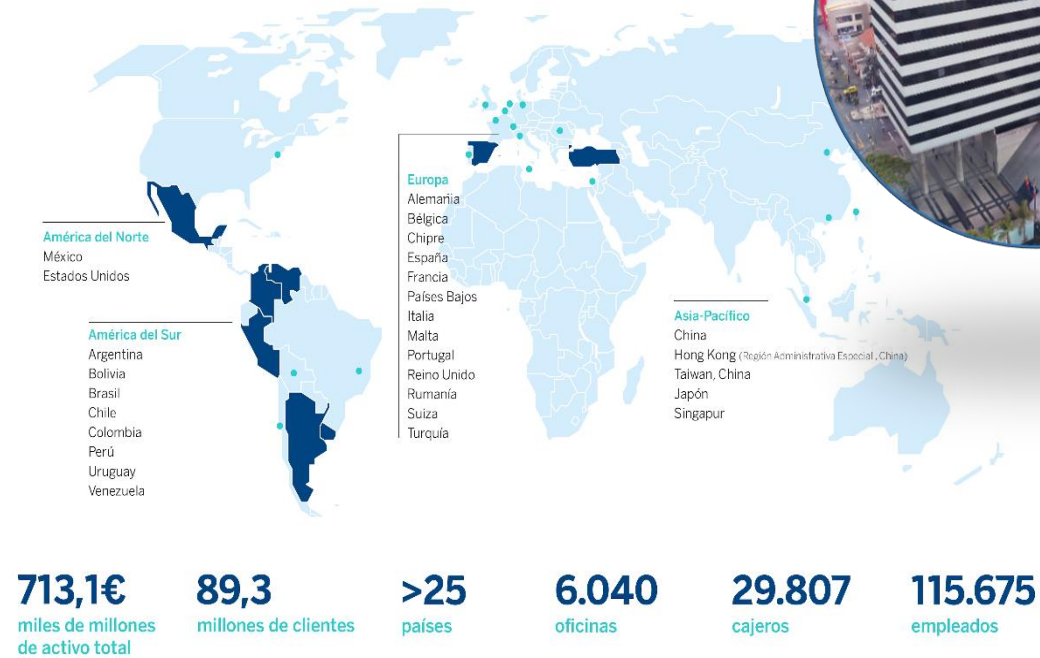 América del Norte
México
Estados Unidos
América del Sur
Argentina
Bolivia
Brasil
Chile
Colombia
Perú
Uruguay
Venezuela
Europa
Alemania
Bélgica
Chipre
España
Francia
Países Bajos
Italia
Malta
Portugal
Reino Unido
Rumanía
Suiza
Turquía
Asia-Pacífico
China
Hong Kong (Región Administrativa Especial , China)
Taiwan, China
Japón
Singapur
713,1€
miles de millones
de activo total
89,3
millones de clientes
>25
países
6.040
oficinas
29.807
cajeros
115.675
empleados